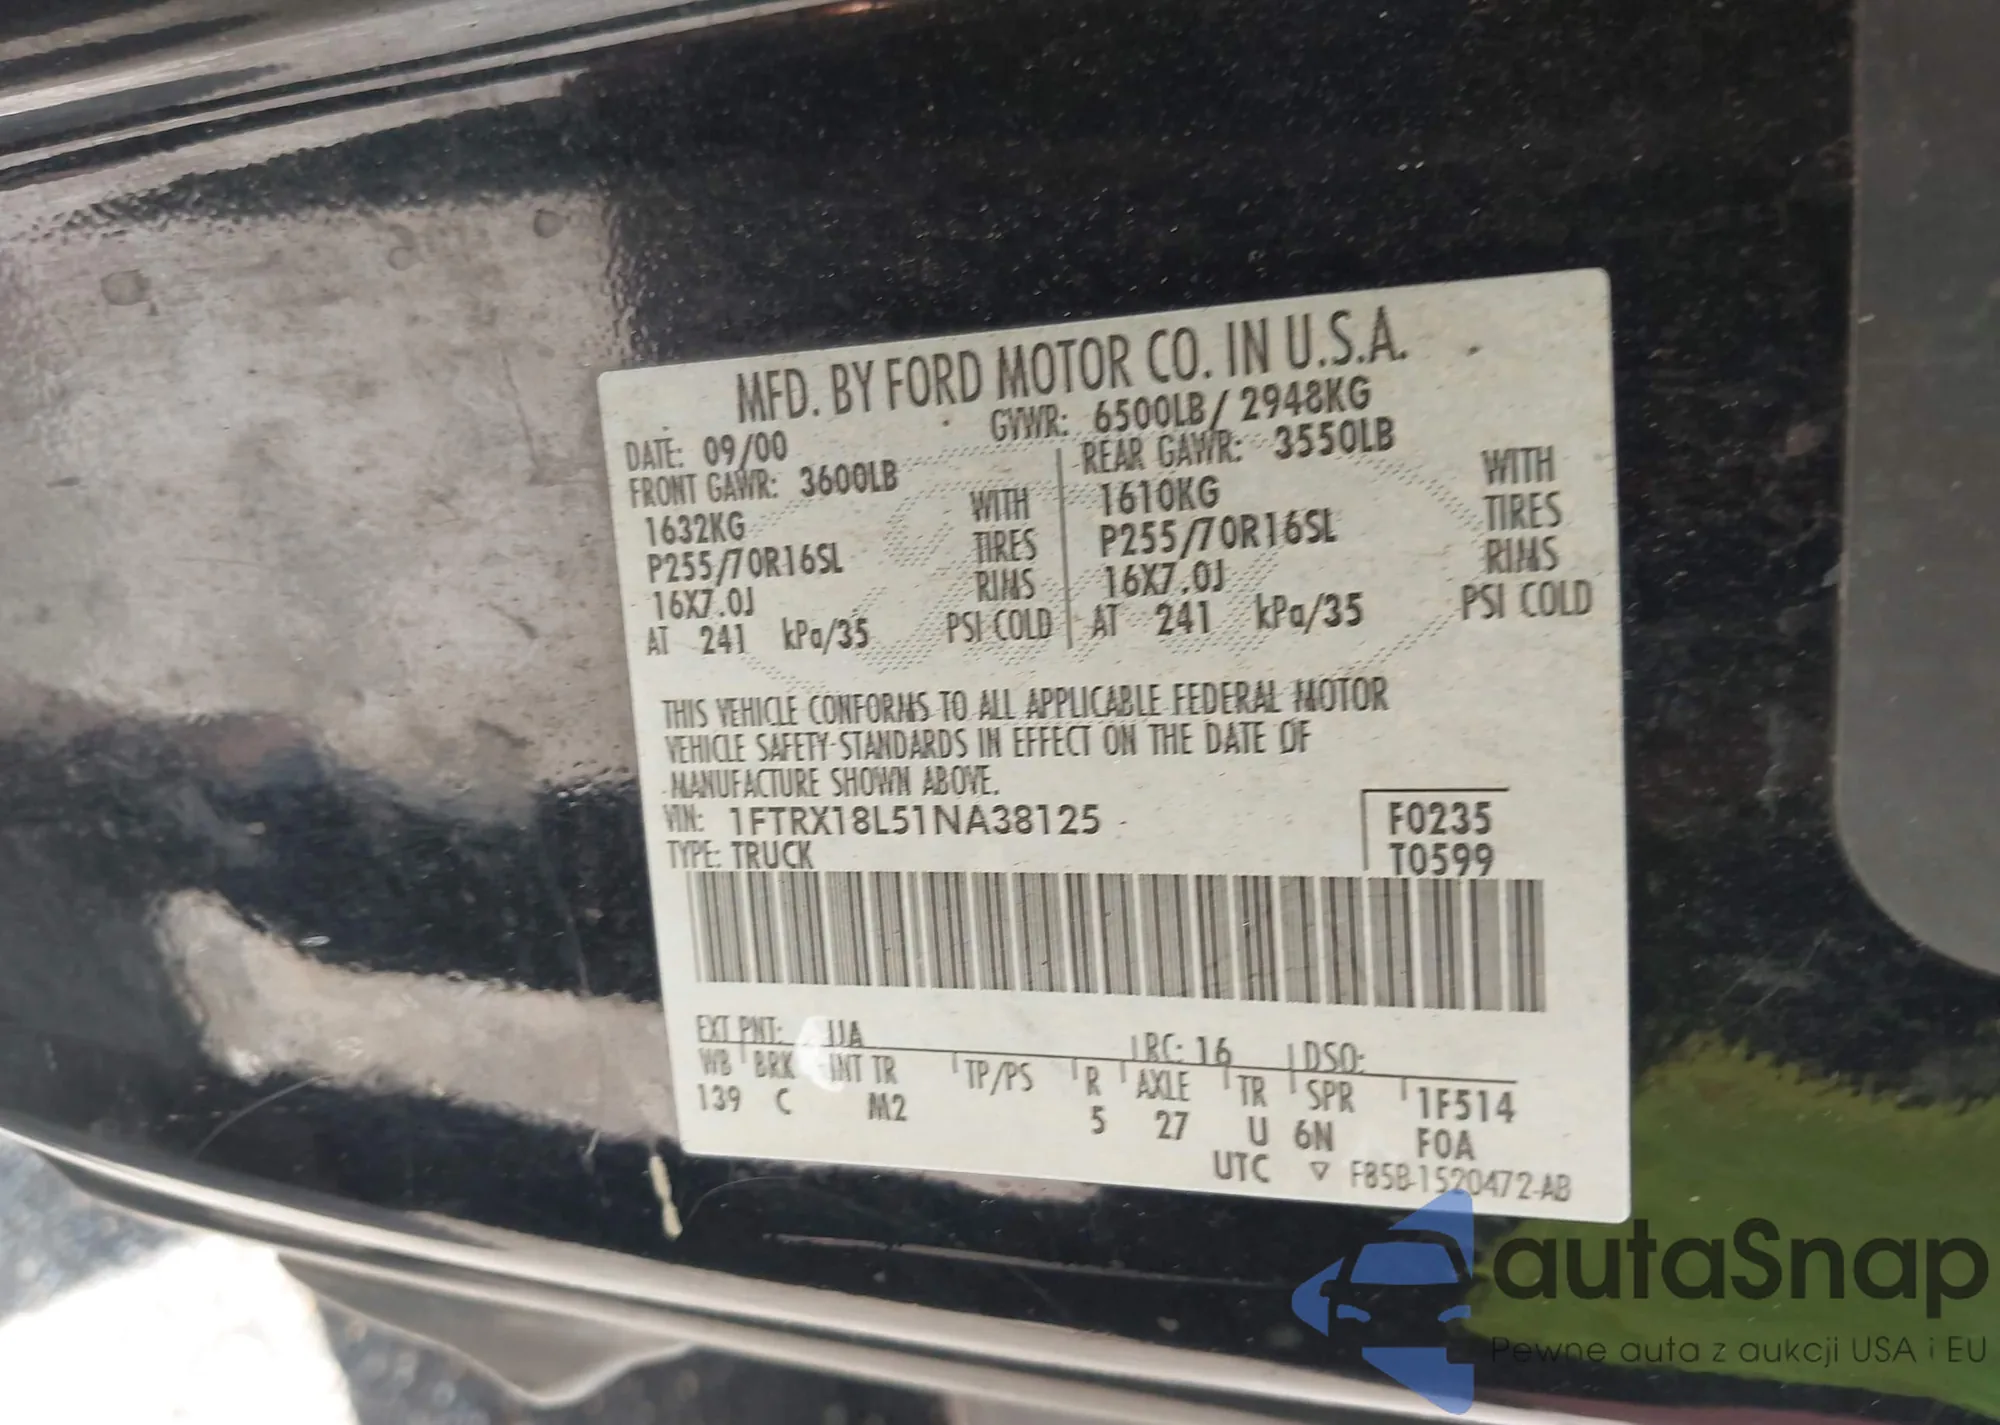 MFD. BY FORD MOTOR CO. IN U.S.A.
DATE: 09/00 GVWR: 6500LB/ 2948KG
FRONT GAWR: 3600LB REAR GAWR: 3550LB
1632KG WITH 1610KG WITH
P255/70R16SL TIRES P255/70R16SL TIRES
16X7.0J RIMS 16X7.0J RIMS
AT 241 kPa/35 PSI COLD AT 241 kPa/35 PSI COLD
THIS VEHICLE CONFORMS TO ALL APPLICABLE FEDERAL MOTOR
VEHICLE SAFETY STANDARDS IN EFFECT ON THE DATE OF
MANUFACTURE SHOWN ABOVE.
VIN: 1FTRX18L51NA38125 F0235
TYPE: TRUCK T0599
EXT PNT: UA RC: 16 DSO:
WB BRK INT TR TP/PS R AXLE TR SPR 1F514
139 C M2 5 27 U 6N F0A
UTC ▽ F85B-1520472-AB
autaSnap
Pewne auta z aukcji USA i EU